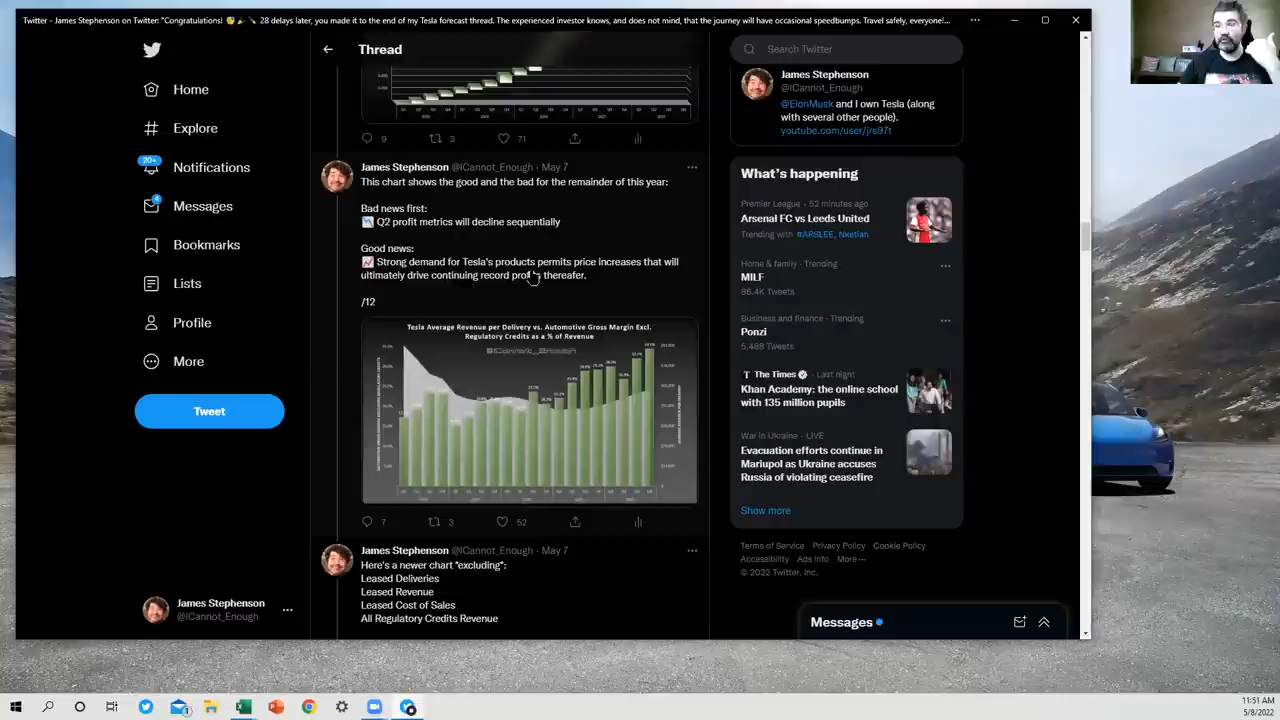 Twitter - James Stephenson on Twitter: "Congratulations! 28 delays later, you made it to the end of my Tesla forecast thread. The experienced investor knows, and does not mind, that the journey will have occasional speedbumps. Travel safely, everyone!...
Home
Explore
20+
Notifications
4
Messages
Bookmarks
Lists
Profile
More
Tweet
James Stephenson
@ICannot_Enough
Thread
9
3
71
James Stephenson @ICannot_Enough · May 7
This chart shows the good and the bad for the remainder of this year:
Bad news first:
Q2 profit metrics will decline sequentially
Good news:
Strong demand for Tesla's products permits price increases that will
ultimately drive continuing record profits thereafer.
/12
Tesla Average Revenue per Delivery vs. Automotive Gross Margin Excl.
Regulatory Credits as a % of Revenue
@ICannot_Enough
7
3
52
James Stephenson @ICannot_Enough · May 7
Here's a newer chart *excluding*:
Leased Deliveries
Leased Revenue
Leased Cost of Sales
All Regulatory Credits Revenue
Search Twitter
James Stephenson
@ICannot_Enough
@ElonMusk and I own Tesla (along
with several other people).
youtube.com/user/jrs97t
What's happening
Premier League · 52 minutes ago
Arsenal FC vs Leeds United
Trending with #ARSLEE, Nketian
Home & family · Trending
MILF
86.4K Tweets
Business and finance · Trending
Ponzi
5,488 Tweets
The Times · Last night
Khan Academy: the online school
with 135 million pupils
War in Ukraine · LIVE
Evacuation efforts continue in
Mariupol as Ukraine accuses
Russia of violating ceasefire
Show more
Terms of Service Privacy Policy Cookie Policy
Accessibility Ads info More
© 2022 Twitter, Inc.
Messages
11:51 AM
5/8/2022